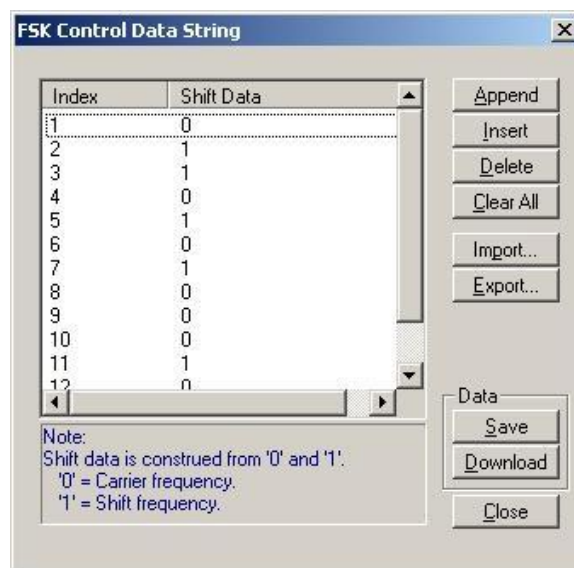 FSK Control Data String
Index Shift Data
1 0
2 1
3 1
4 0
5 1
6 0
7 1
8 0
9 0
10 0
11 1
12 0
Append
Insert
Delete
Clear All
Import...
Export...
Data
Save
Download
Close
Note:
Shift data is construed from '0' and '1'.
'0' = Carrier frequency.
'1' = Shift frequency.